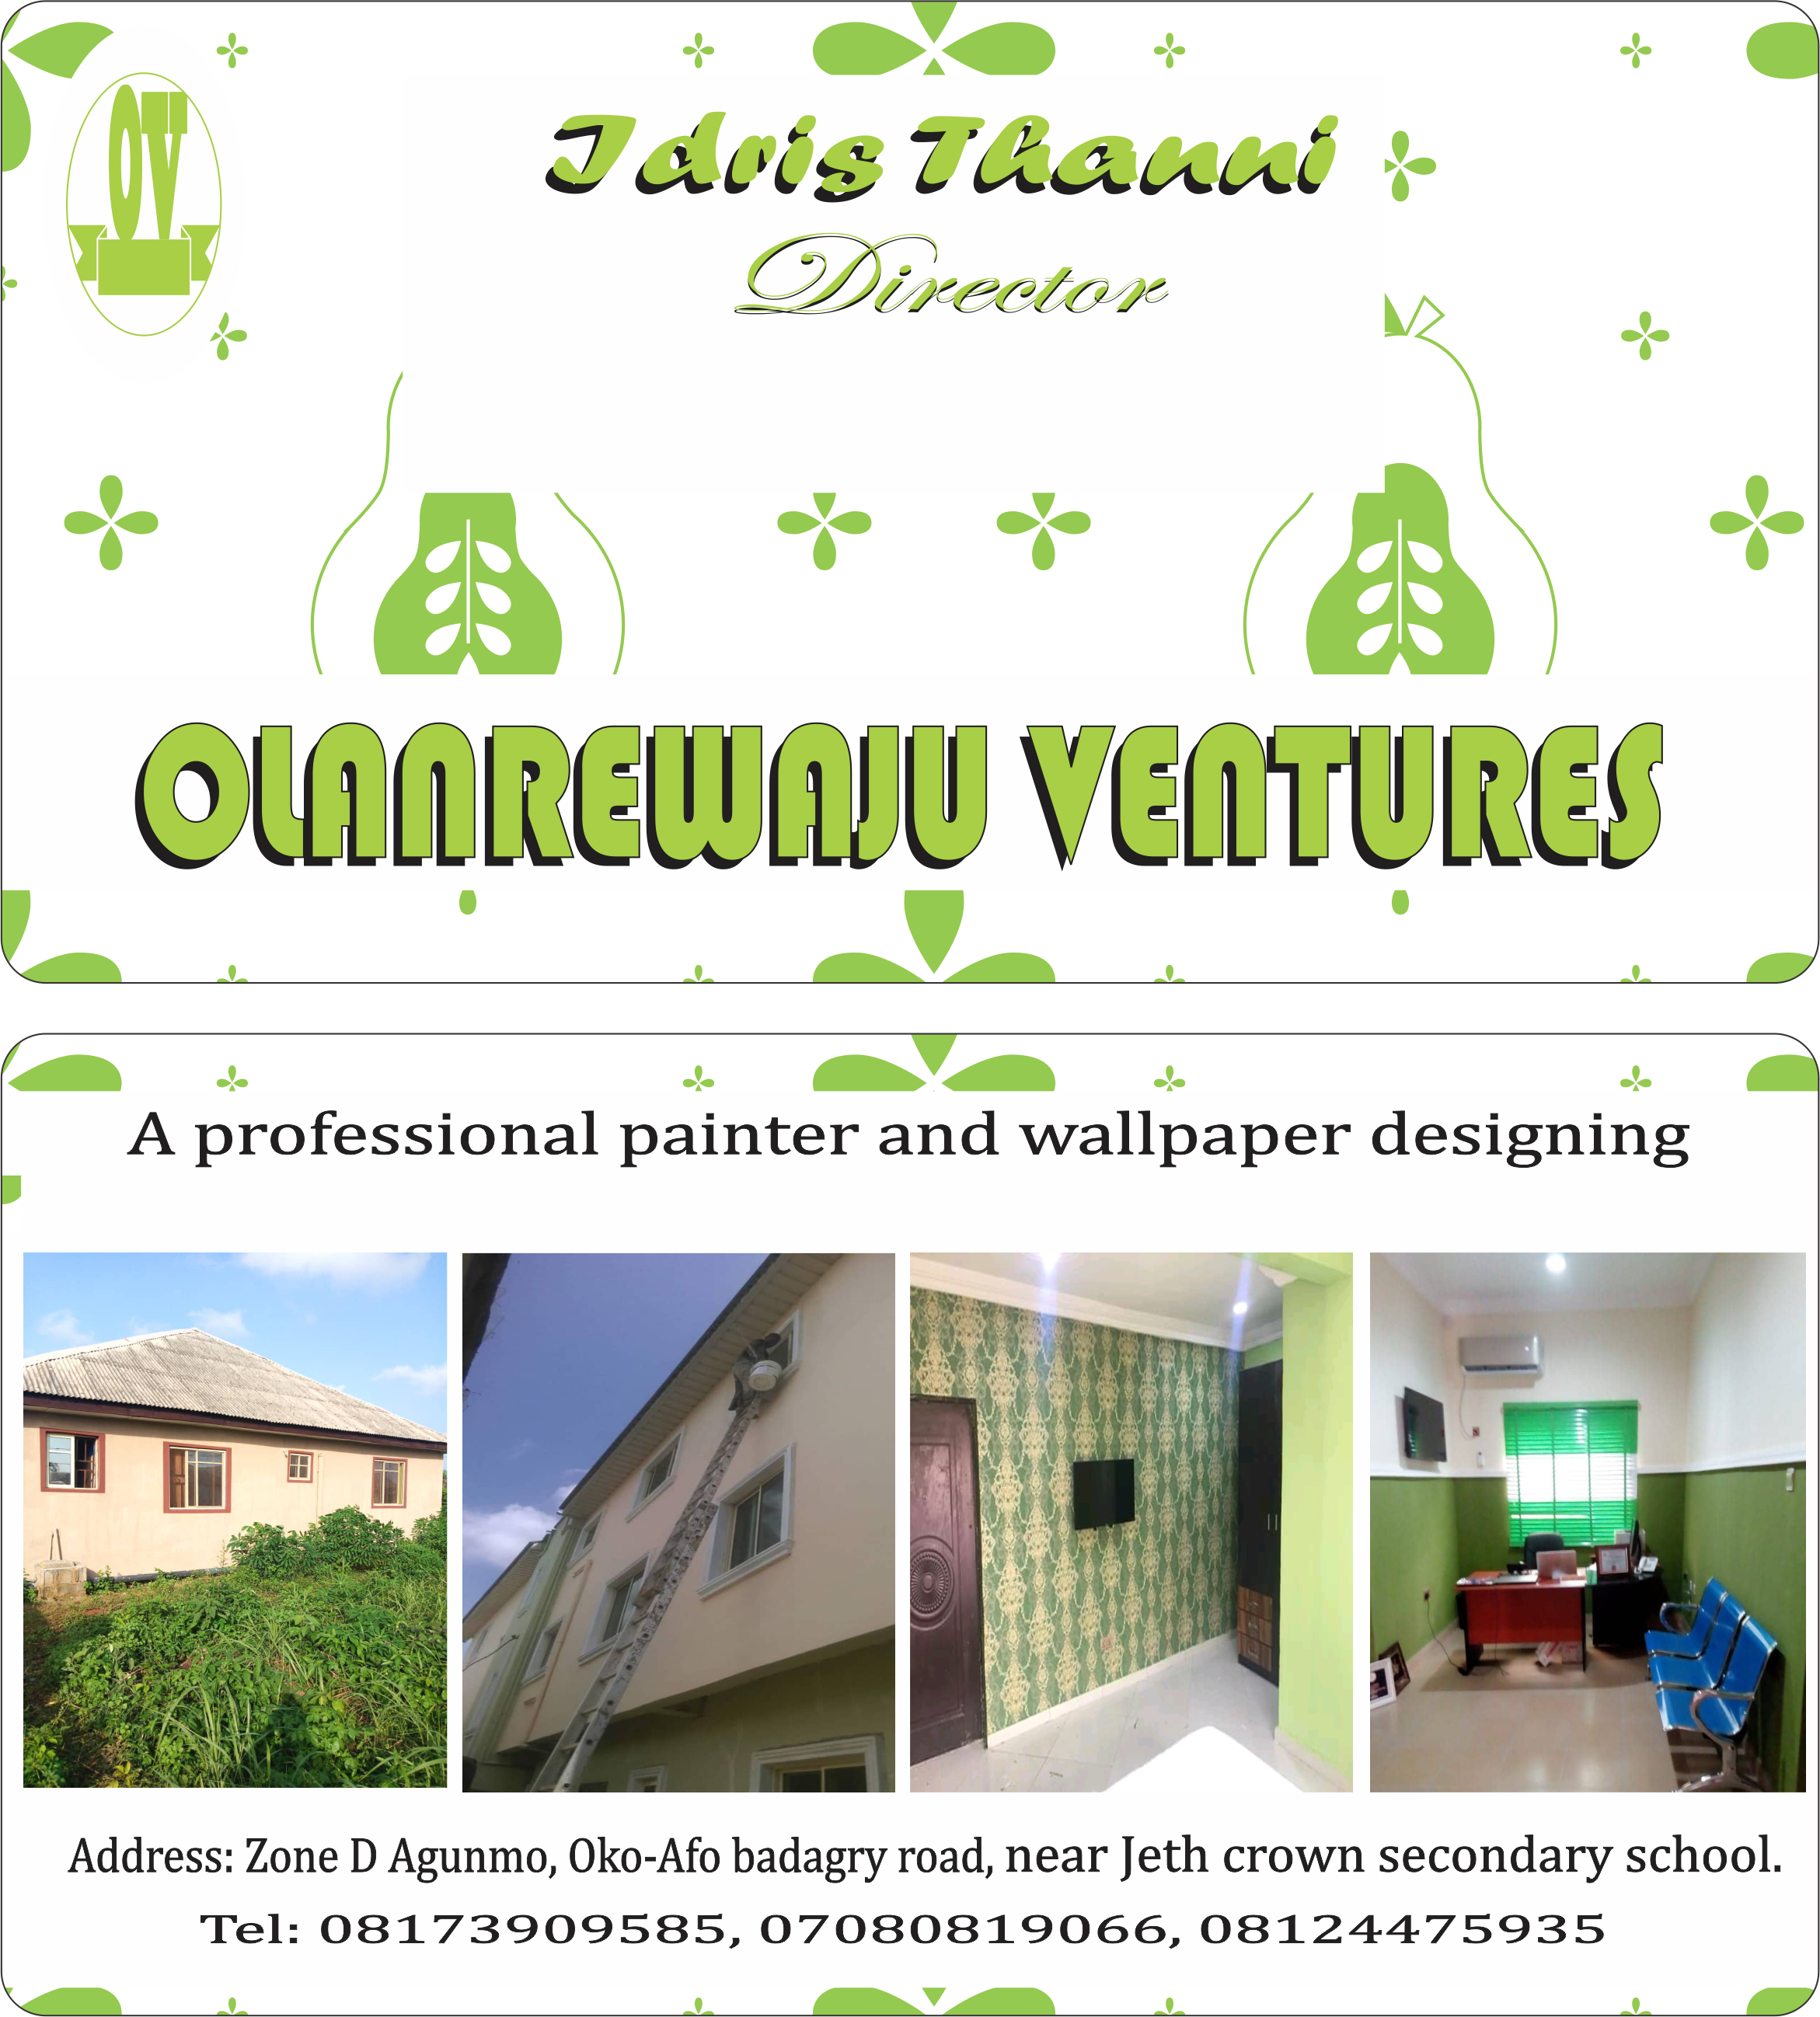 OV
Idris Thanni
Director
OLANREWAJU VENTURES
A professional painter and wallpaper designing
Address: Zone D Agunmo, Oko-Afo badagry road, near Jeth crown secondary school.
Tel: 08173909585, 07080819066, 08124475935